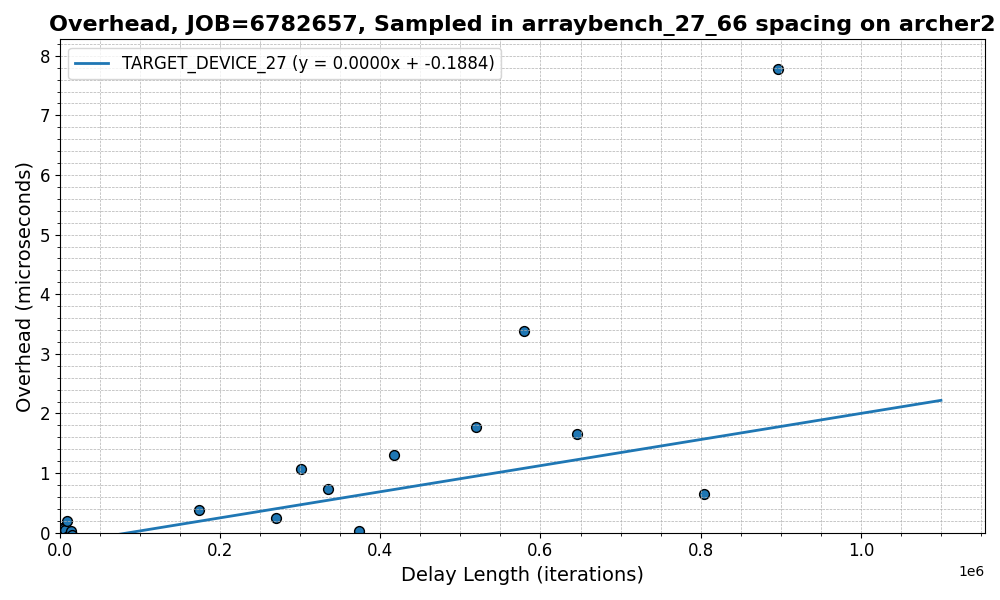 Overhead, JOB=6782657, Sampled in arraybench_27_66 spacing on archer2
TARGET_DEVICE_27 (y = 0.0000x + -0.1884)
Overhead (microseconds)
8
7
6
5
4
3
2
1
0
0.0 0.2 0.4 0.6 0.8 1.0
1e6
Delay Length (iterations)